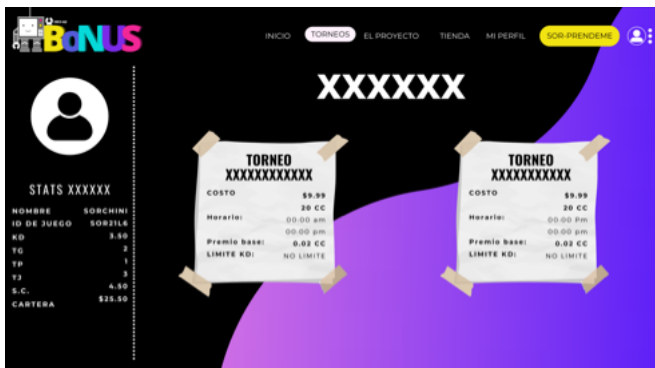 BoNUS
INICIO TORNEOS EL PROYECTO TIENDA MI PERFIL SOR-PRENDEME
XXXXXX
STATS XXXXXX
NOMBRE SORCHINI
ID DE JUEGO SOR21L6
KD 3.50
TG 2
TP 1
TJ 3
S.C. 4.50
CARTERA $25.50
TORNEO
XXXXXXXXXXXX
COSTO $9.99
20 CC
Horario: 00:00 am
00:00 pm
Premio base: 0.02 CC
LIMITE KD: NO LIMITE
TORNEO
XXXXXXXXXXX
COSTO $9.99
20 CC
Horario: 00:00 Pm
00:00 pm
Premio base: 0.02 CC
LIMITE KD: NO LIMITE